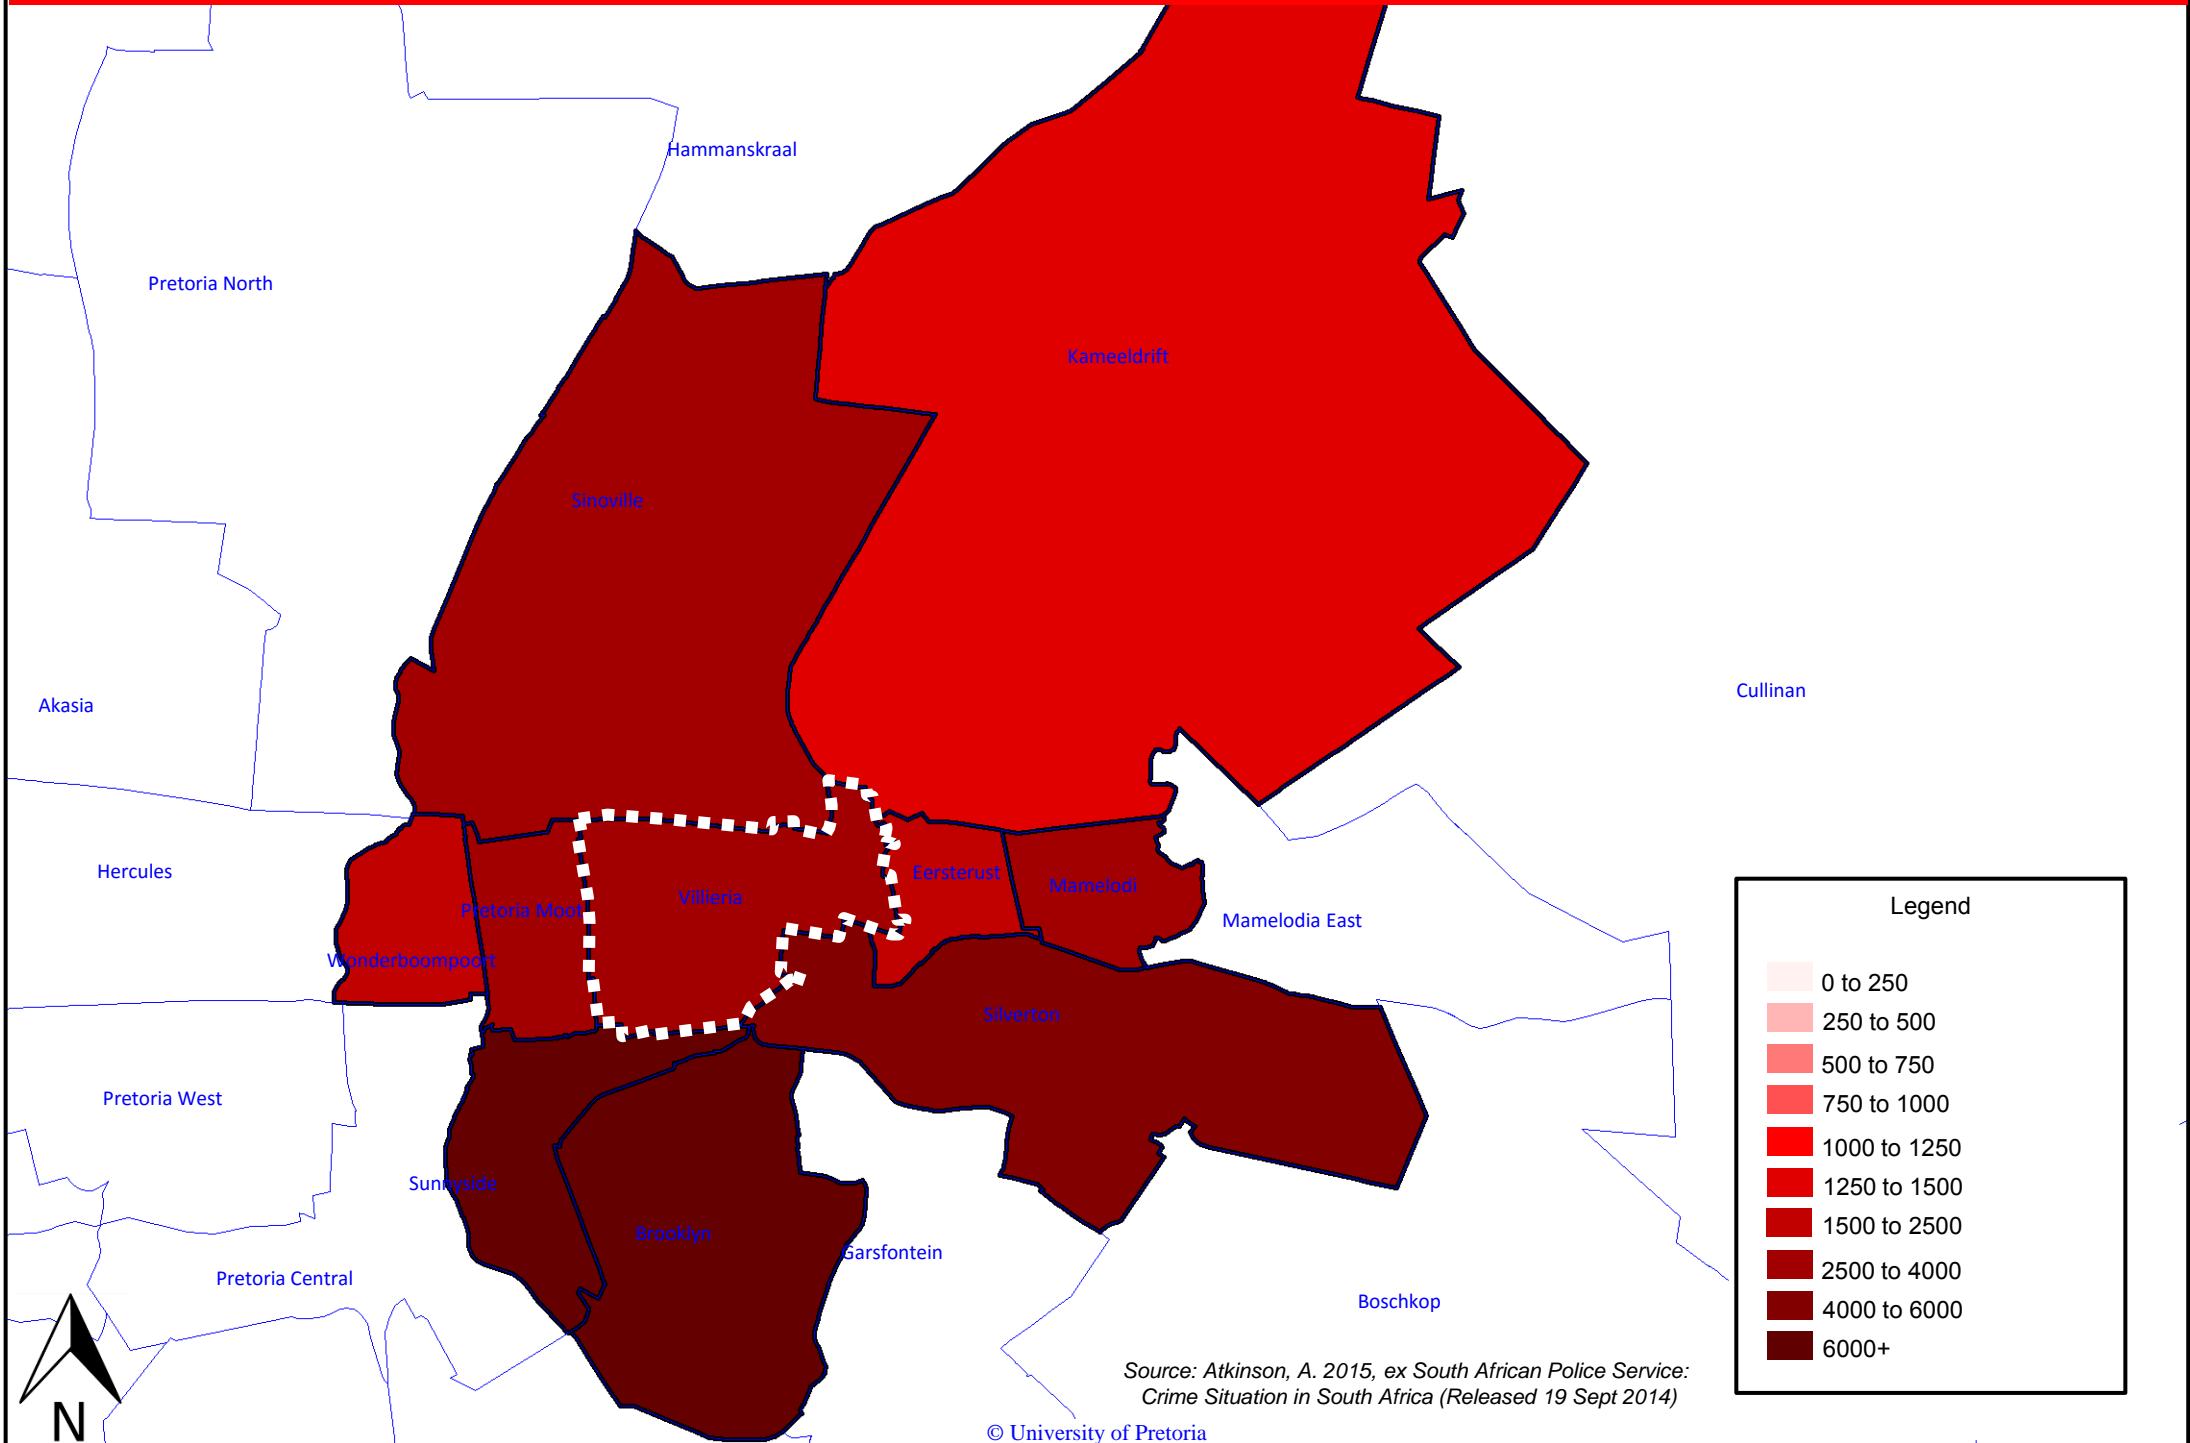 Hammanskraal
Pretoria North
Kameeldrift
Sinoville
Cullinan
Akasia
Hercules
Eersterust
Mamelodi
Villieria
Pretoria Moot
Mamelodia East
Wonderboompoort
Silverton
Pretoria West
Sunnyside
Brooklyn
Garsfontein
Pretoria Central
Boschkop
Legend
0 to 250
250 to 500
500 to 750
750 to 1000
1000 to 1250
1250 to 1500
1500 to 2500
2500 to 4000
4000 to 6000
6000+
Source: Atkinson, A. 2015, ex South African Police Service:
Crime Situation in South Africa (Released 19 Sept 2014)
N
© University of Pretoria